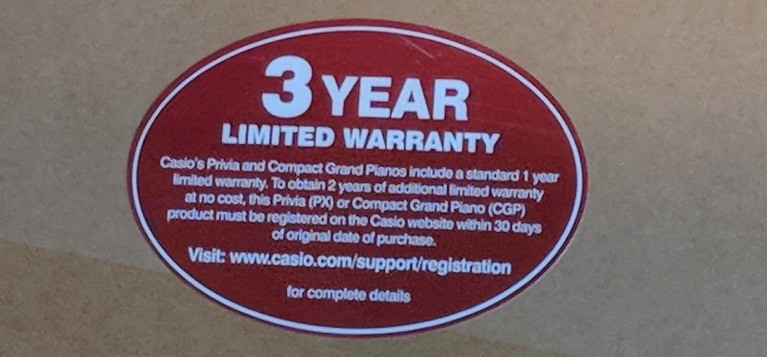 3 YEAR
LIMITED WARRANTY
Casio's Privia and Compact Grand Pianos include a standard 1 year
limited warranty. To obtain 2 years of additional limited warranty
at no cost, this Privia (PX) or Compact Grand Piano (CGP)
product must be registered on the Casio website within 30 days
of original date of purchase.
Visit: www.casio.com/support/registration
for complete details